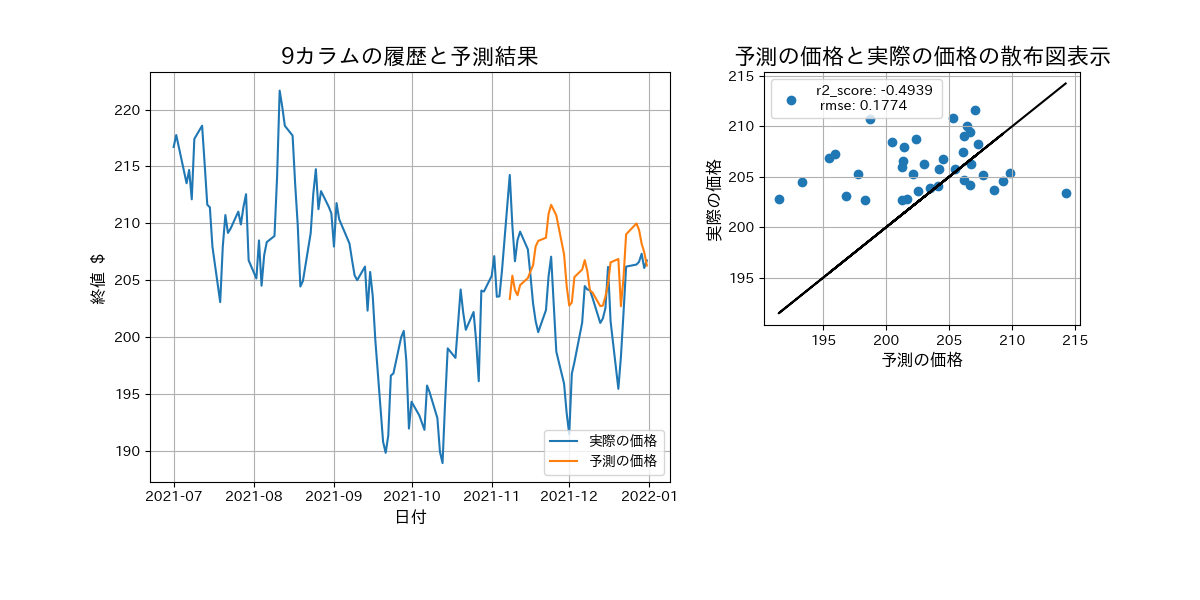 9カラムの履歴と予測結果
終値 $
220
215
210
205
200
195
190
2021-07 2021-08 2021-09 2021-10 2021-11 2021-12 2022-01
日付
実際の価格
予測の価格
予測の価格と実際の価格の散布図表示
実際の価格
215
210
205
200
195
r2_score: -0.4939
rmse: 0.1774
195 200 205 210 215
予測の価格